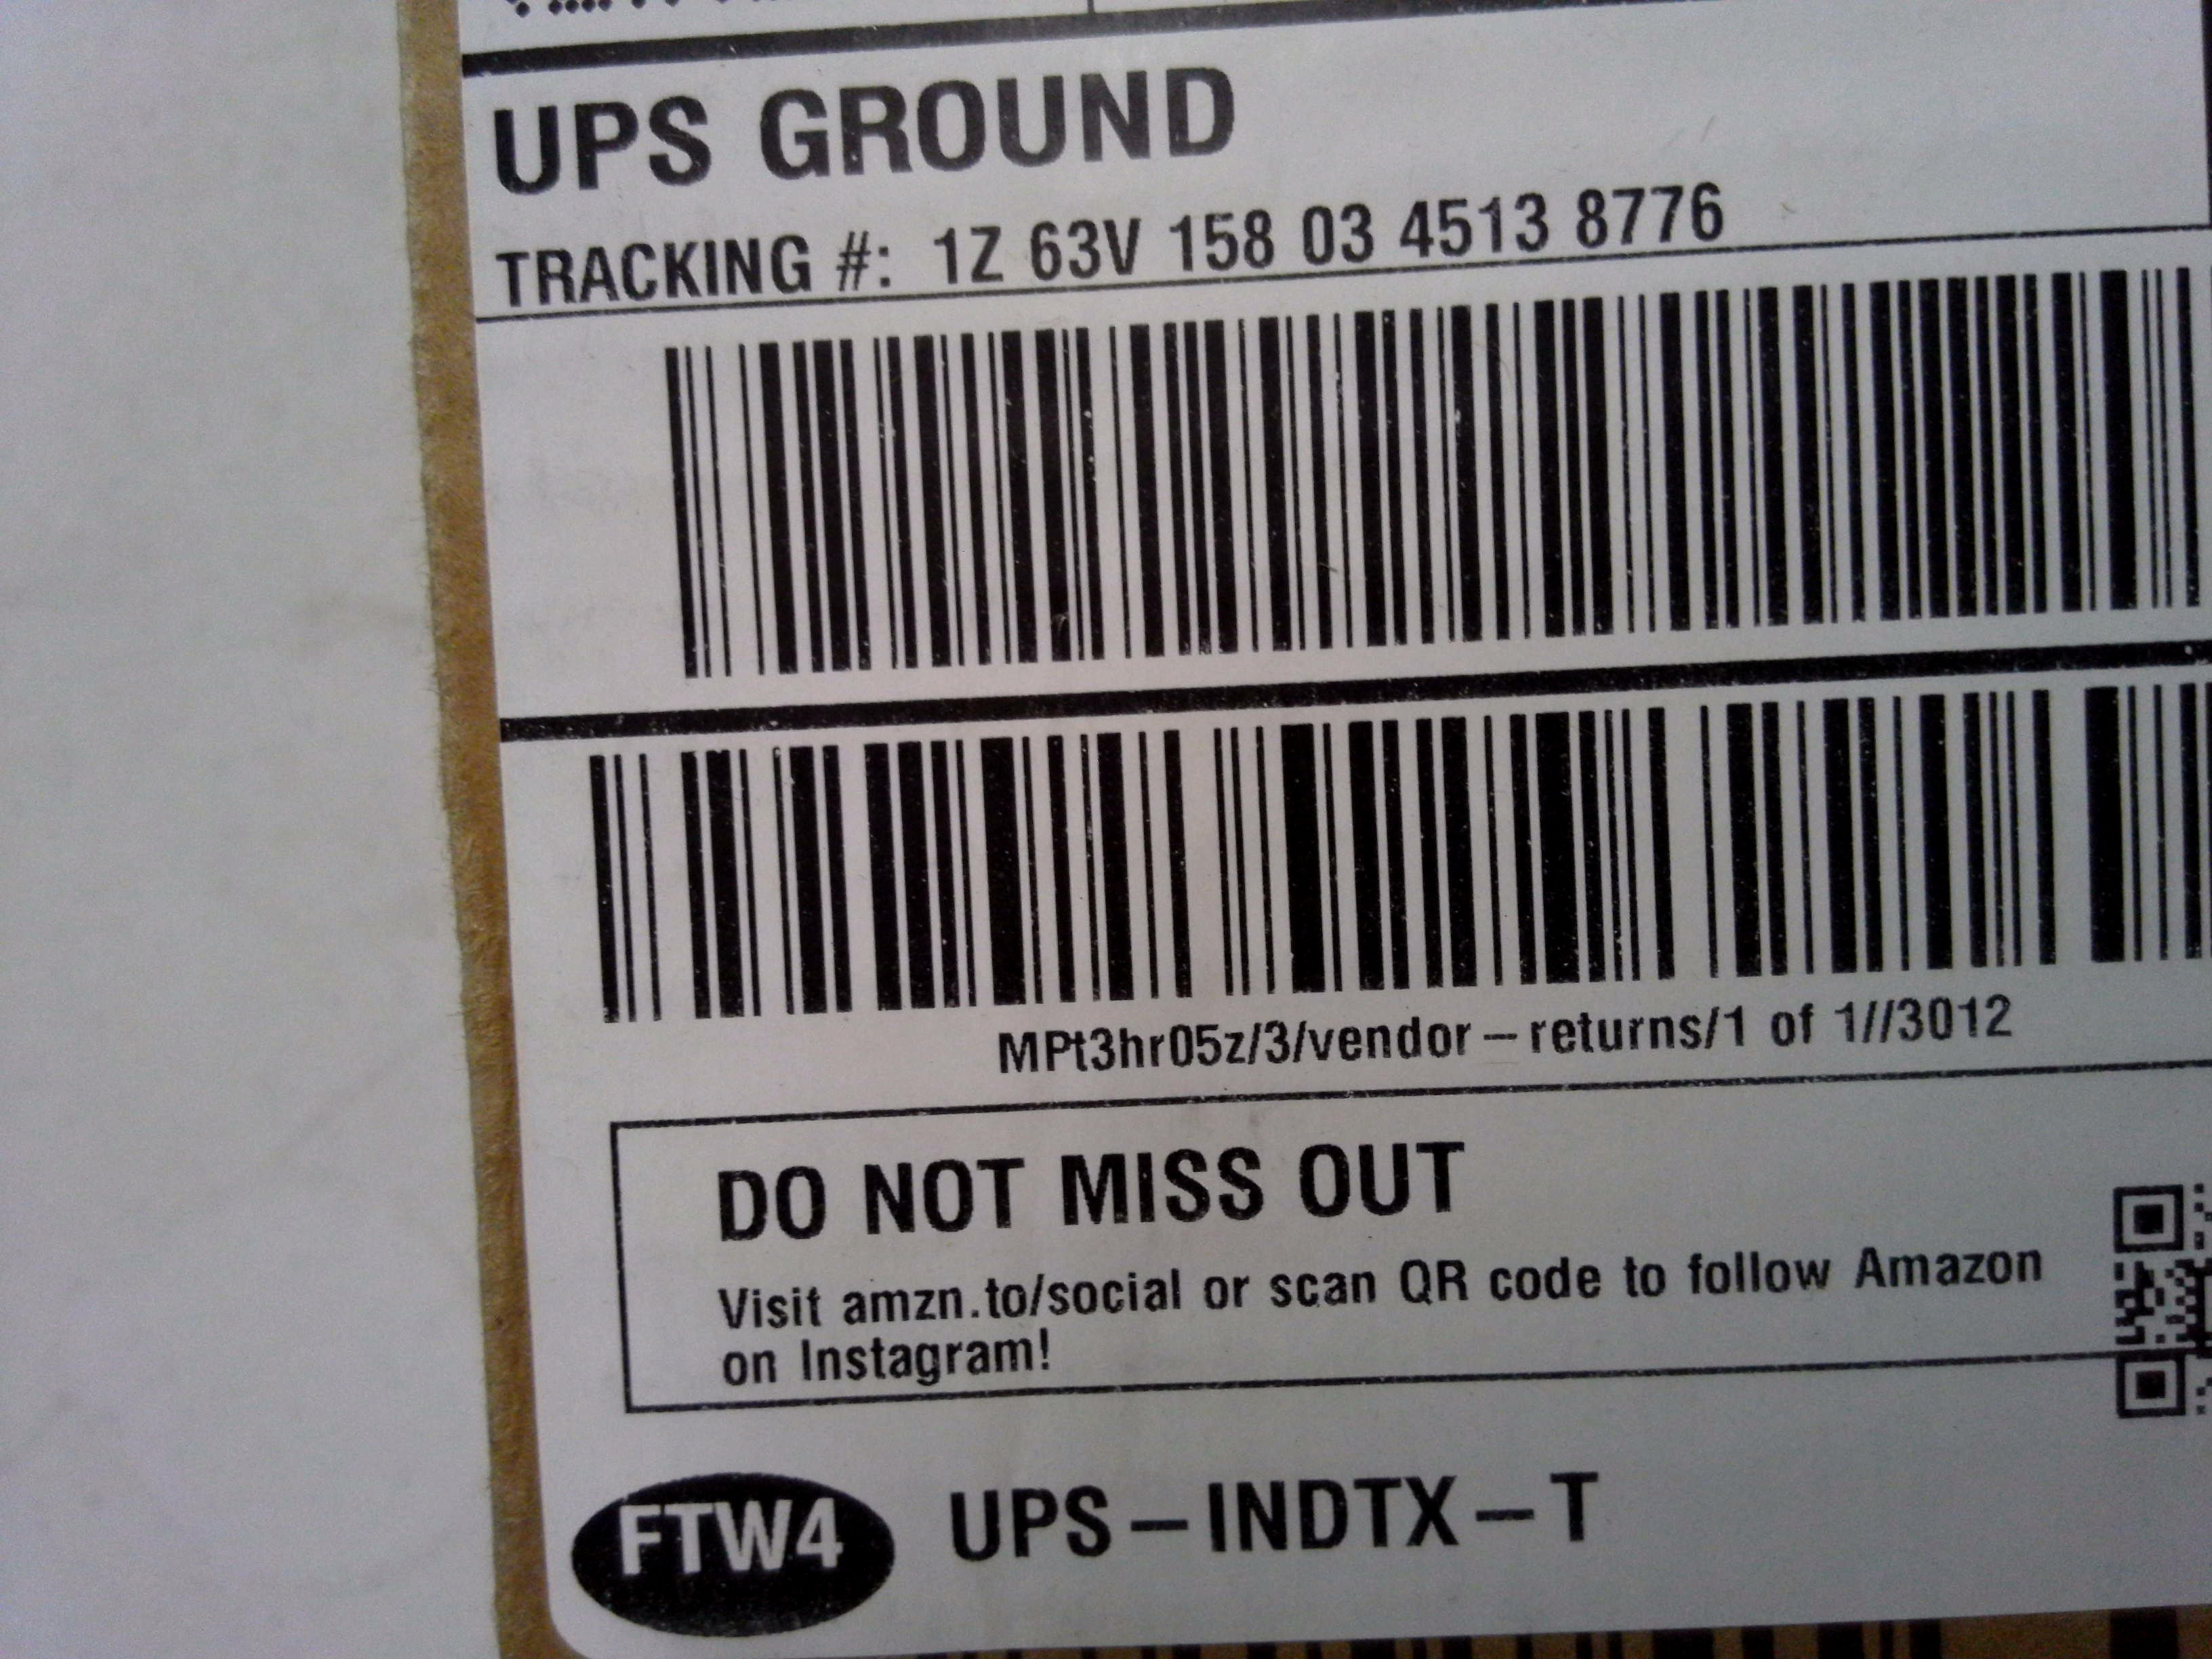 UPS GROUND
TRACKING #: 1Z 63V 158 03 4513 8776
MPt3hr05z/3/vendor-returns/1 of 1//3012
DO NOT MISS OUT
Visit amzn.to/social or scan QR code to follow Amazon
on Instagram!
FTW4 UPS-INDTX-T